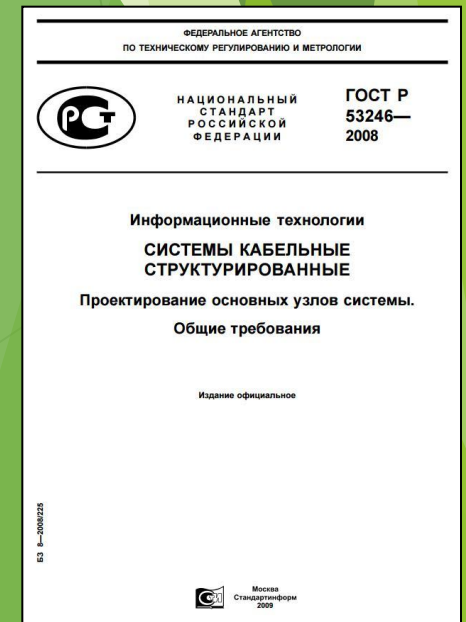 ФЕДЕРАЛЬНОЕ АГЕНТСТВО
ПО ТЕХНИЧЕСКОМУ РЕГУЛИРОВАНИЮ И МЕТРОЛОГИИ
РСТ
НАЦИОНАЛЬНЫЙ
СТАНДАРТ
РОССИЙСКОЙ
ФЕДЕРАЦИИ
ГОСТ Р
53246—
2008
Информационные технологии
СИСТЕМЫ КАБЕЛЬНЫЕ
СТРУКТУРИРОВАННЫЕ
Проектирование основных узлов системы.
Общие требования
Издание официальное
БЗ 8—2008/225
Москва
Стандартинформ
2009